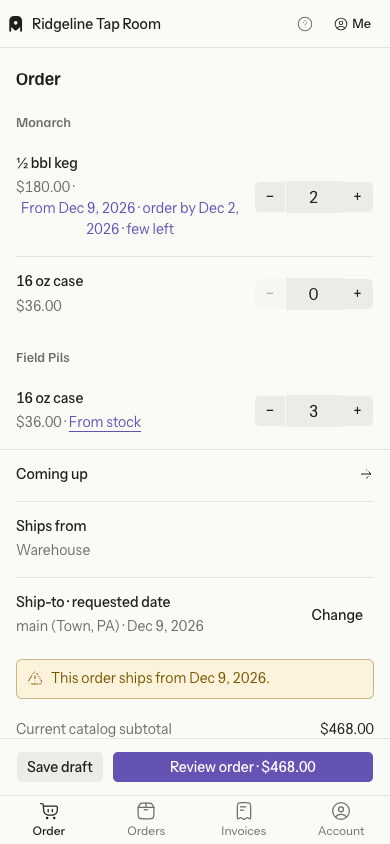 Ridgeline Tap Room
Me
Order
Monarch
½ bbl keg
$180.00 ·
From Dec 9, 2026 · order by Dec 2,
2026 · few left
− 2 +
16 oz case
$36.00
− 0 +
Field Pils
16 oz case
$36.00 · From stock
− 3 +
Coming up
Ships from
Warehouse
Ship-to · requested date
main (Town, PA) · Dec 9, 2026
Change
This order ships from Dec 9, 2026.
Current catalog subtotal $468.00
Save draft
Review order · $468.00
Order
Orders
Invoices
Account